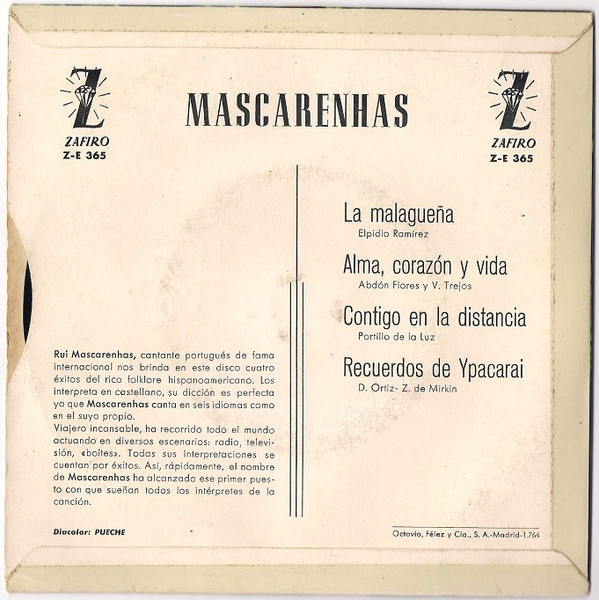 MASCARENHAS
Z
ZAFIRO
Z-E 365
Z
ZAFIRO
Z-E 365
La malagueña
Elpidio Ramírez
Alma, corazón y vida
Abdón Flores y V. Trejos
Contigo en la distancia
Portillo de la Luz
Recuerdos de Ypacarai
D. Ortiz- Z. de Mirkin
Rui Mascarenhas, cantante portugués de fama
internacional nos brinda en este disco cuatro
éxitos del rico folklore hispanoamericano. Los
interpreta en castellano, su dicción es perfecta
ya que Mascarenhas canta en seis idiomas como
en el suyo propio.
Viajero incansable, ha recorrido todo el mundo
actuando en diversos escenarios: radio, televi-
sión, «boîtes». Todas sus interpretaciones se
cuentan por éxitos. Así, rápidamente, el nombre
de Mascarenhas ha alcanzado ese primer pues-
to con que sueñan todos los intérpretes de la
canción.
Diacolor: PUECHE
Octavio, Félez y Cía., S. A.-Madrid-1.764